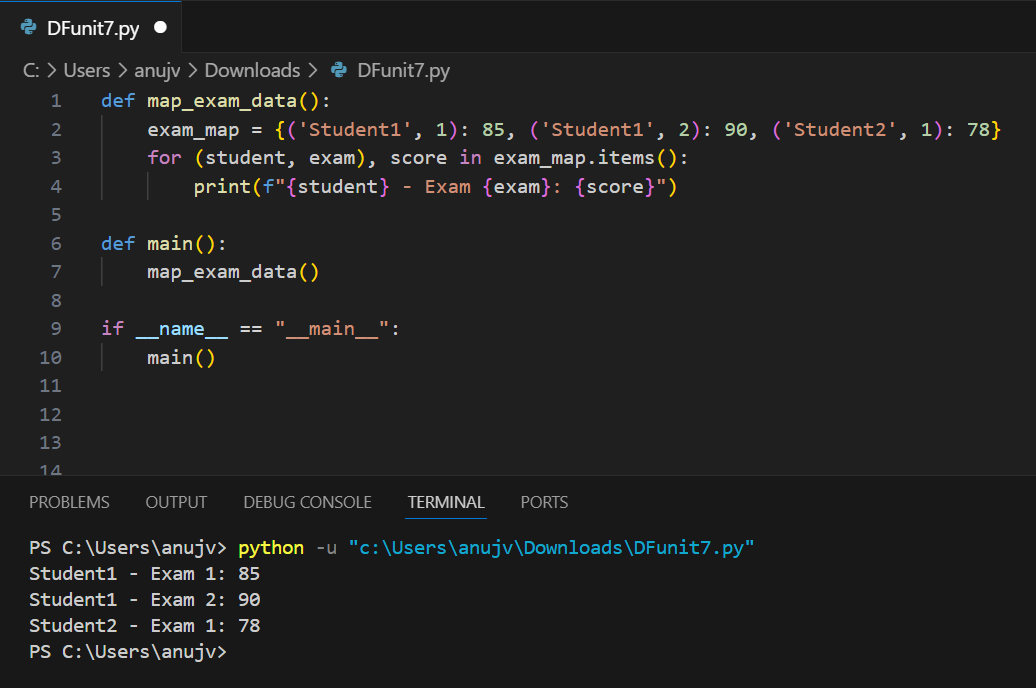 DFunit7.py
C: > Users > anujv > Downloads > DFunit7.py
1 def map_exam_data():
2     exam_map = {('Student1', 1): 85, ('Student1', 2): 90, ('Student2', 1): 78}
3     for (student, exam), score in exam_map.items():
4         print(f"{student} - Exam {exam}: {score}")
5
6 def main():
7     map_exam_data()
8
9 if __name__ == "__main__":
10     main()
11
12
13
14
PROBLEMS OUTPUT DEBUG CONSOLE TERMINAL PORTS
PS C:\Users\anujv> python -u "c:\Users\anujv\Downloads\DFunit7.py"
Student1 - Exam 1: 85
Student1 - Exam 2: 90
Student2 - Exam 1: 78
PS C:\Users\anujv>